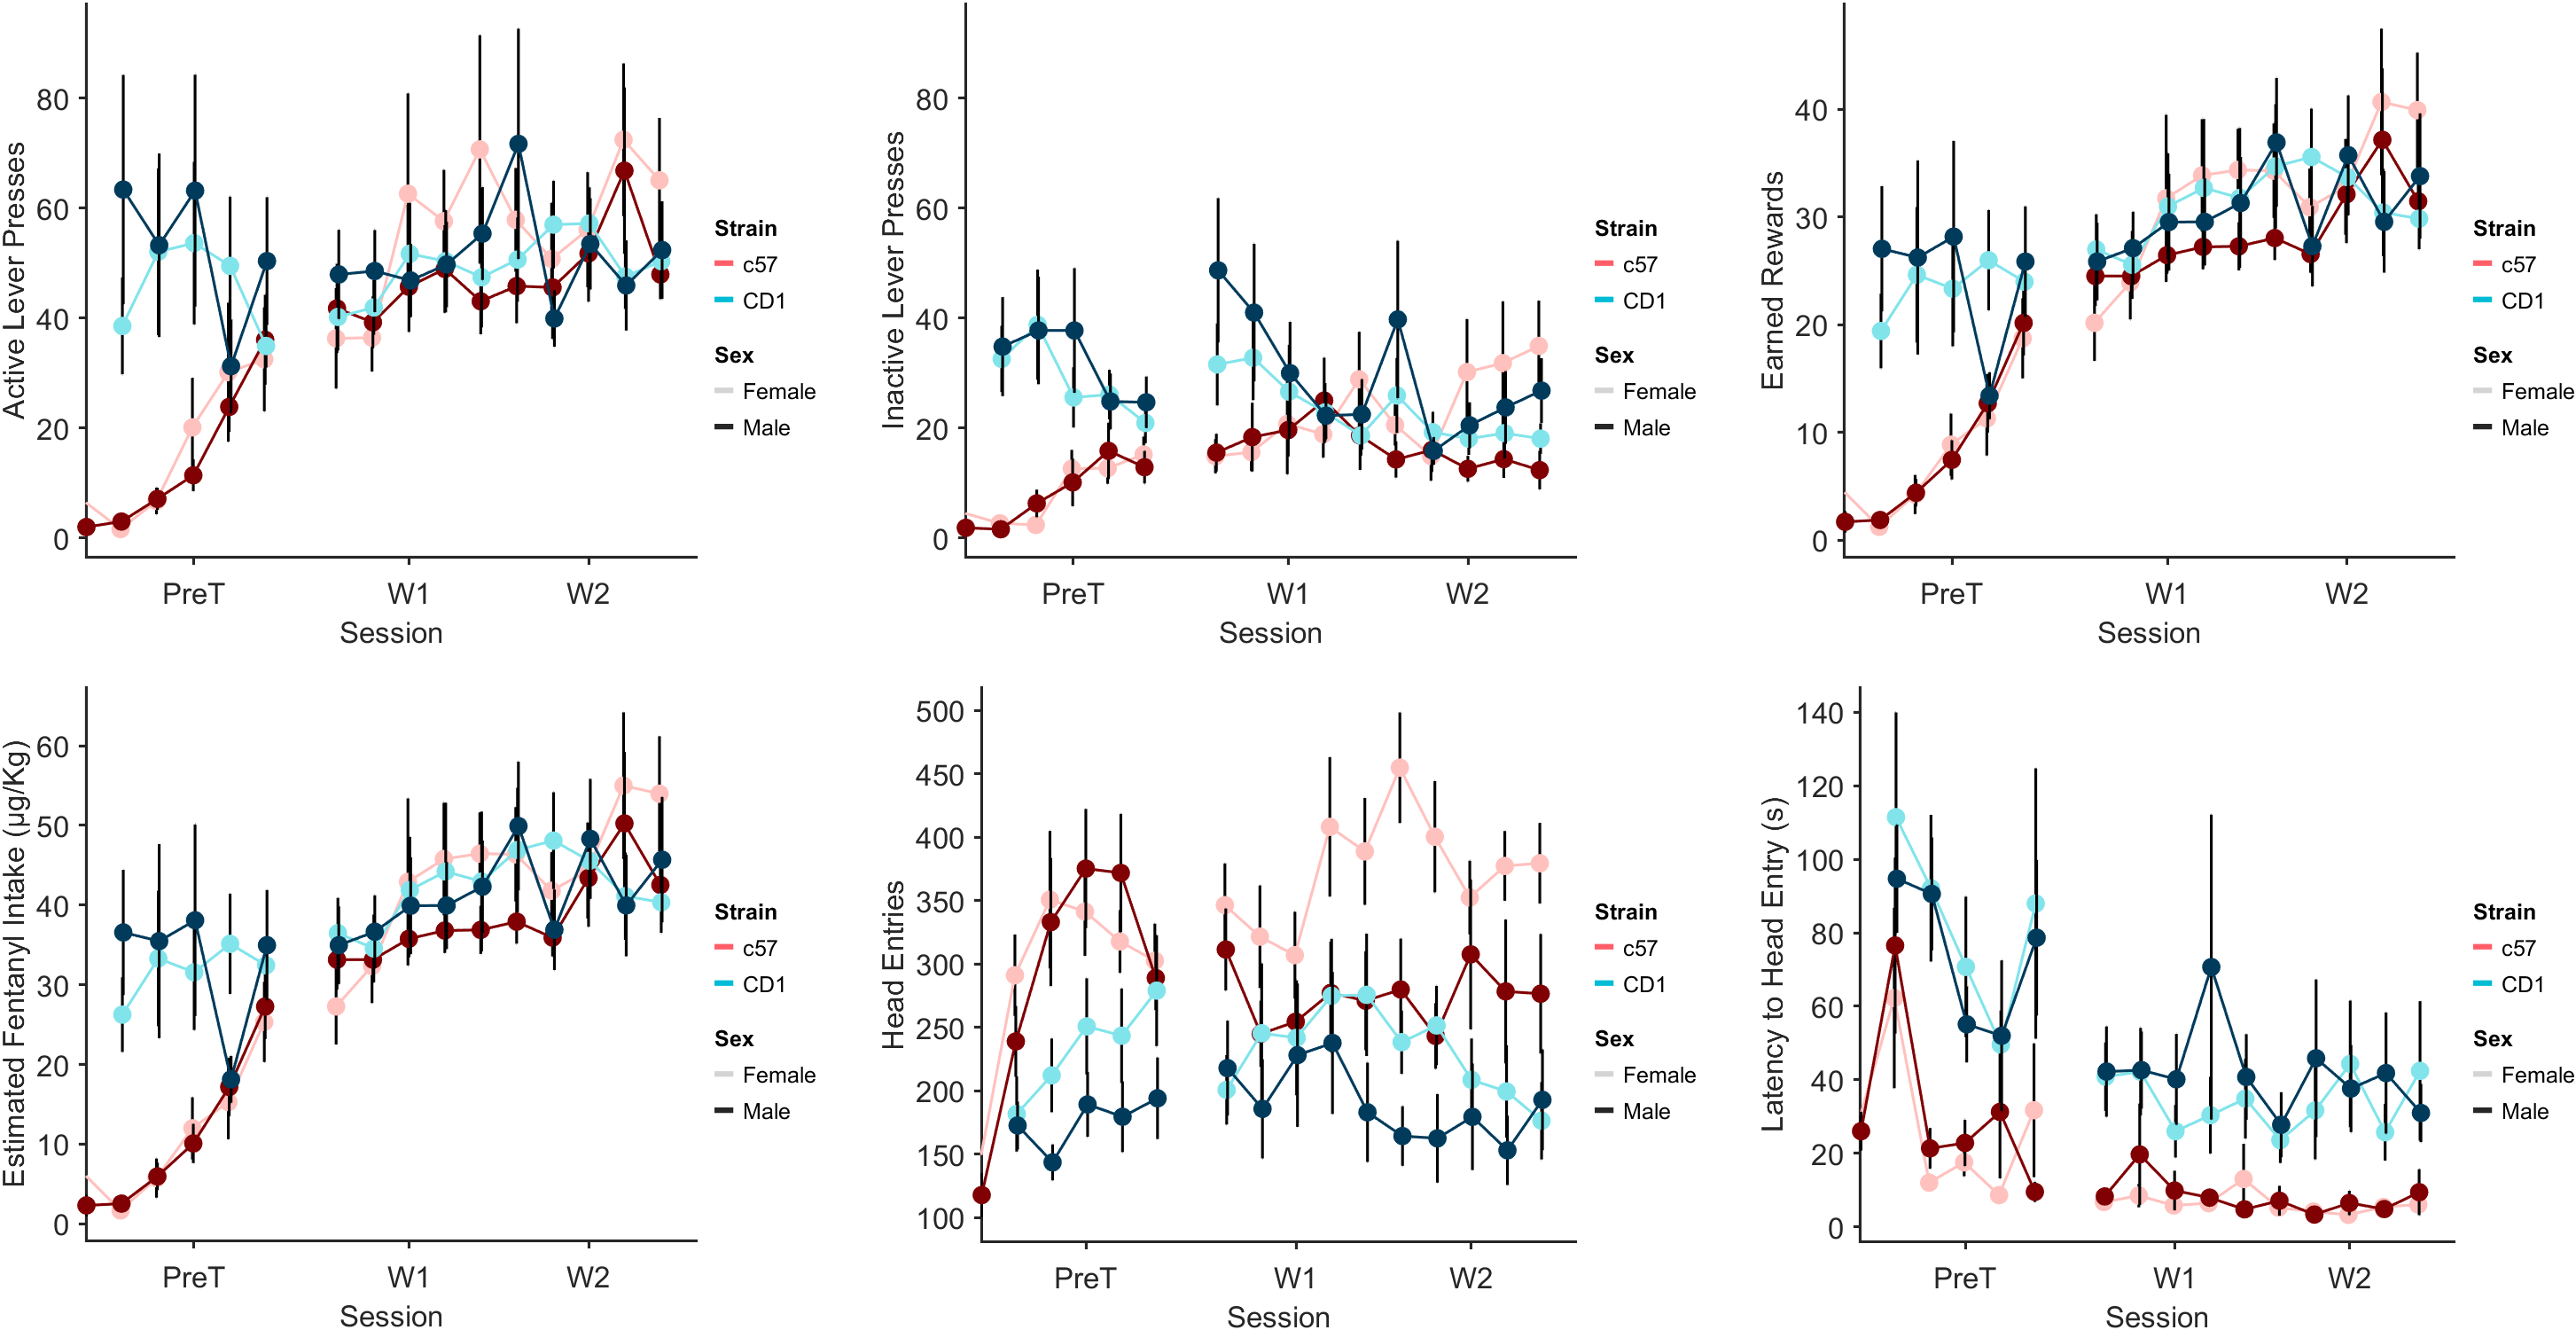 Active Lever Presses
80
60
40
20
0
PreT W1 W2
Session
Strain
c57
CD1
Sex
Female
Male
Inactive Lever Presses
80
60
40
20
0
PreT W1 W2
Session
Strain
c57
CD1
Sex
Female
Male
Earned Rewards
40
30
20
10
0
PreT W1 W2
Session
Strain
c57
CD1
Sex
Female
Male
Estimated Fentanyl Intake (µg/Kg)
60
50
40
30
20
10
0
PreT W1 W2
Session
Strain
c57
CD1
Sex
Female
Male
Head Entries
500
450
400
350
300
250
200
150
100
PreT W1 W2
Session
Strain
c57
CD1
Sex
Female
Male
Latency to Head Entry (s)
140
120
100
80
60
40
20
0
PreT W1 W2
Session
Strain
c57
CD1
Sex
Female
Male